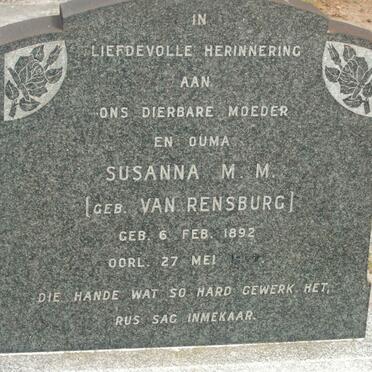 IN
LIEFDEVOLLE HERINNERING
AAN
ONS DIERBARE MOEDER
EN OUMA
SUSANNA M. M.
[GEB. VAN RENSBURG]
GEB. 6 FEB. 1892
OORL. 27 MEI
DIE HANDE WAT SO HARD GEWERK HET,
RUS SAG INMEKAAR.